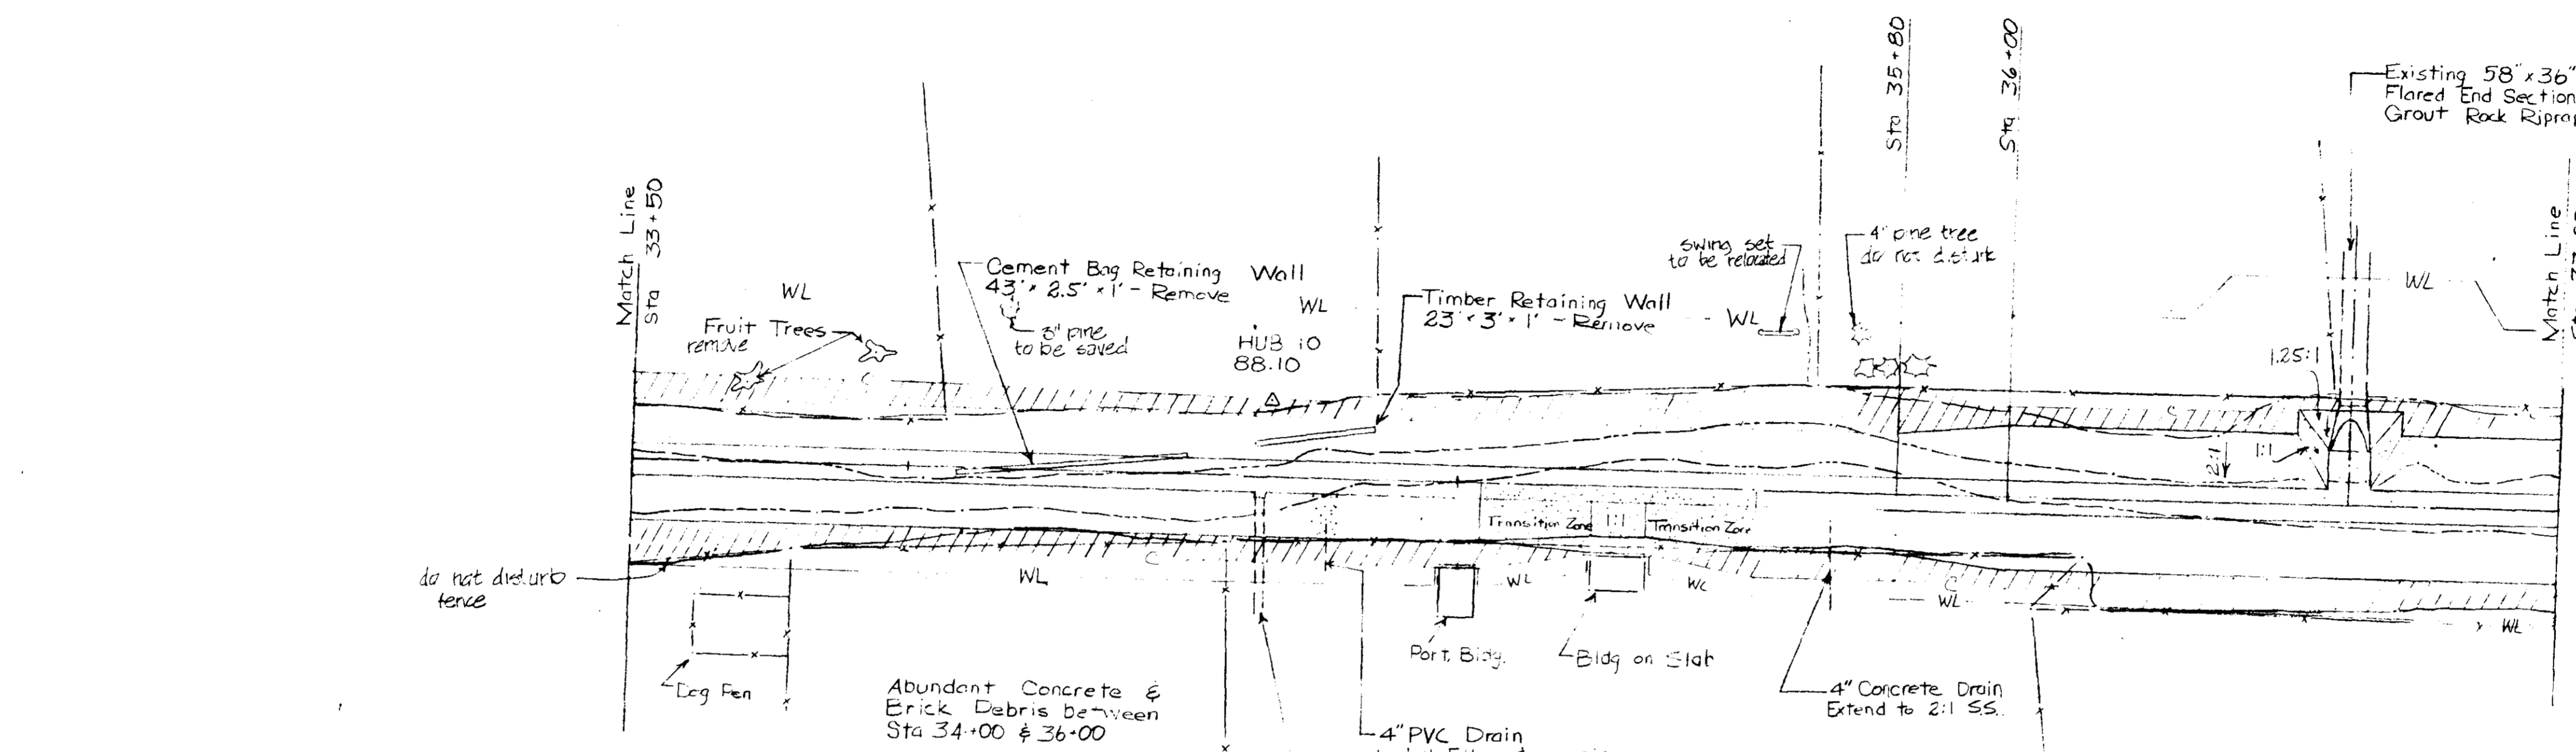 Sta 35+80
Sta 36+00
Existing 58"x36"
Flared End Section
Grout Rock Riprap
Match Line
Sta 33+50
Match Line
WL
Fruit Trees
remove
Cement Bag Retaining Wall
43' x 2.5' x 1' - Remove
3" pine
to be saved
WL
HUB 10
88.10
Timber Retaining Wall
23' x 3' x 1' - Remove
WL
swing set
to be relocated
4' pine tree
do not disturb
WL
1.25:1
1:1
2:1
Transition Zone
1:1
Transition Zone
do not disturb
fence
WL
WL
WL
WL
WL
Dog Pen
Port. Bldg.
Bldg on Slab
Abundant Concrete &
Brick Debris between
Sta 34+00 & 36+00
4" PVC Drain
4" Concrete Drain
Extend to 2:1 S.S.